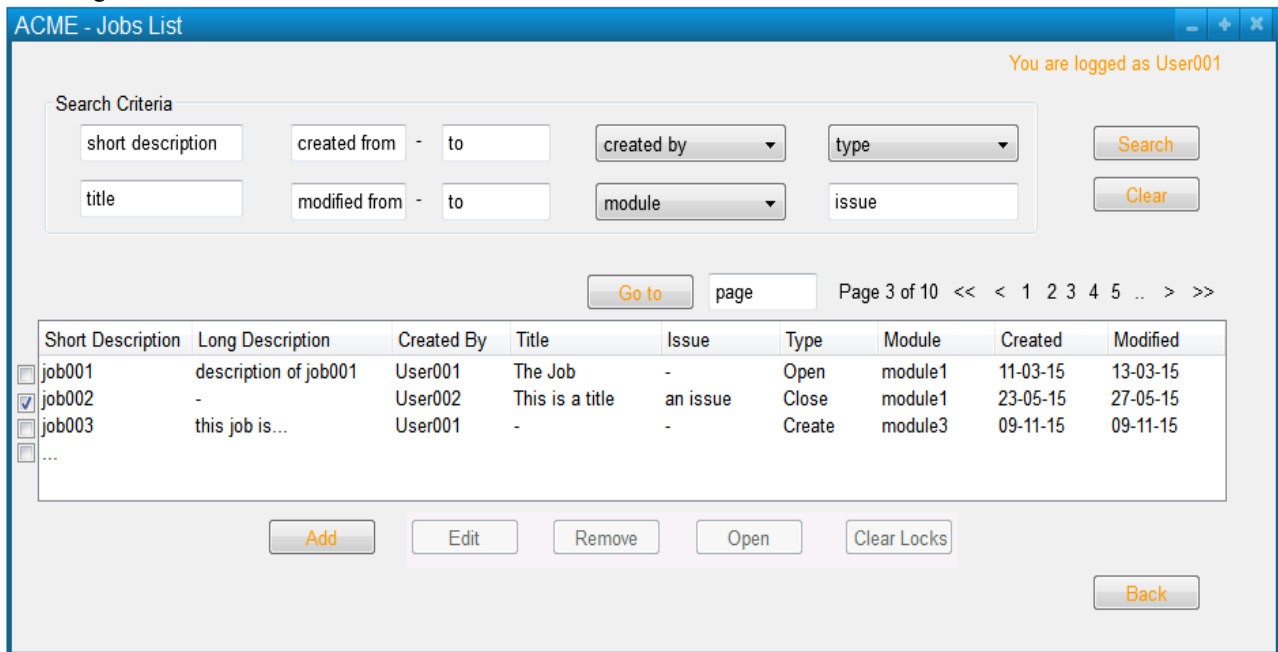 ACME - Jobs List
You are logged as User001
Search Criteria
short description created from - to created by type Search
title modified from - to module issue Clear
Go to page Page 3 of 10 << < 1 2 3 4 5 .. > >>
Short Description Long Description Created By Title Issue Type Module Created Modified
job001 description of job001 User001 The Job - Open module1 11-03-15 13-03-15
job002 - User002 This is a title an issue Close module1 23-05-15 27-05-15
job003 this job is... User001 - - Create module3 09-11-15 09-11-15
...
Add Edit Remove Open Clear Locks
Back